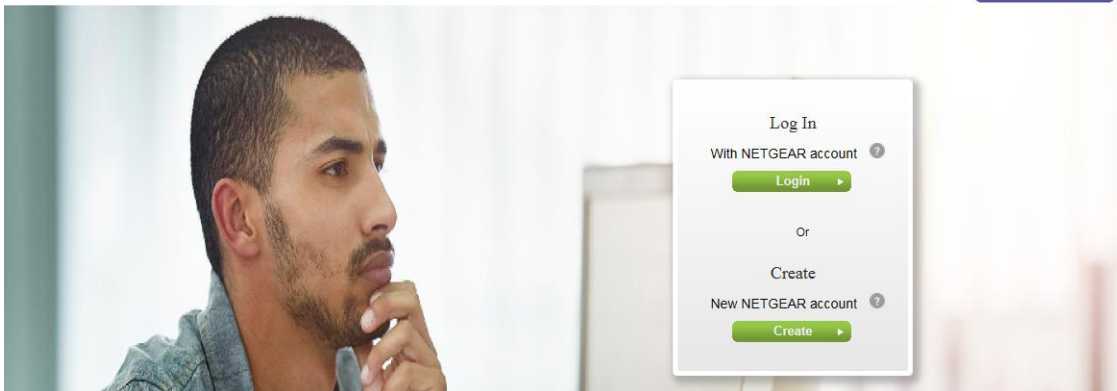 Log In
With NETGEAR account ?
Login
Or
Create
New NETGEAR account ?
Create